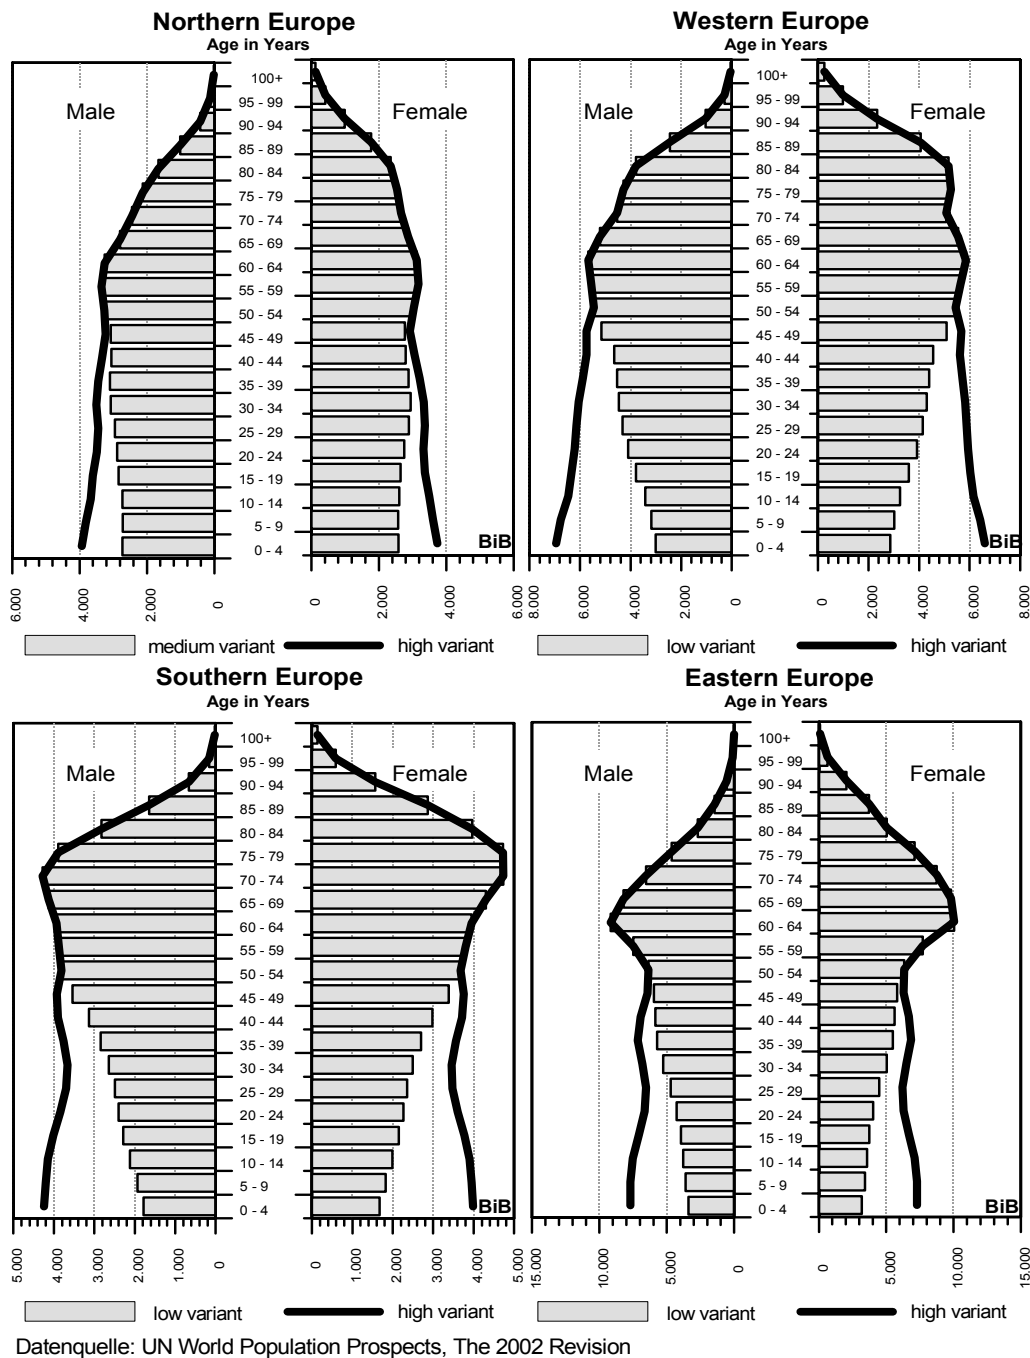 Northern Europe
Age in Years
Male
Female
100+
95 - 99
90 - 94
85 - 89
80 - 84
75 - 79
70 - 74
65 - 69
60 - 64
55 - 59
50 - 54
45 - 49
40 - 44
35 - 39
30 - 34
25 - 29
20 - 24
15 - 19
10 - 14
5 - 9
0 - 4
BiB
6.000 4.000 2.000 0 0 2.000 4.000 6.000
medium variant high variant
Western Europe
Age in Years
Male
Female
100+
95 - 99
90 - 94
85 - 89
80 - 84
75 - 79
70 - 74
65 - 69
60 - 64
55 - 59
50 - 54
45 - 49
40 - 44
35 - 39
30 - 34
25 - 29
20 - 24
15 - 19
10 - 14
5 - 9
0 - 4
BiB
8.000 6.000 4.000 2.000 0 0 2.000 4.000 6.000 8.000
low variant high variant
Southern Europe
Age in Years
Male
Female
100+
95 - 99
90 - 94
85 - 89
80 - 84
75 - 79
70 - 74
65 - 69
60 - 64
55 - 59
50 - 54
45 - 49
40 - 44
35 - 39
30 - 34
25 - 29
20 - 24
15 - 19
10 - 14
5 - 9
0 - 4
BiB
5.000 4.000 3.000 2.000 1.000 0 0 1.000 2.000 3.000 4.000 5.000
low variant high variant
Eastern Europe
Age in Years
Male
Female
100+
95 - 99
90 - 94
85 - 89
80 - 84
75 - 79
70 - 74
65 - 69
60 - 64
55 - 59
50 - 54
45 - 49
40 - 44
35 - 39
30 - 34
25 - 29
20 - 24
15 - 19
10 - 14
5 - 9
0 - 4
BiB
15.000 10.000 5.000 0 0 5.000 10.000 15.000
low variant high variant
Datenquelle: UN World Population Prospects, The 2002 Revision